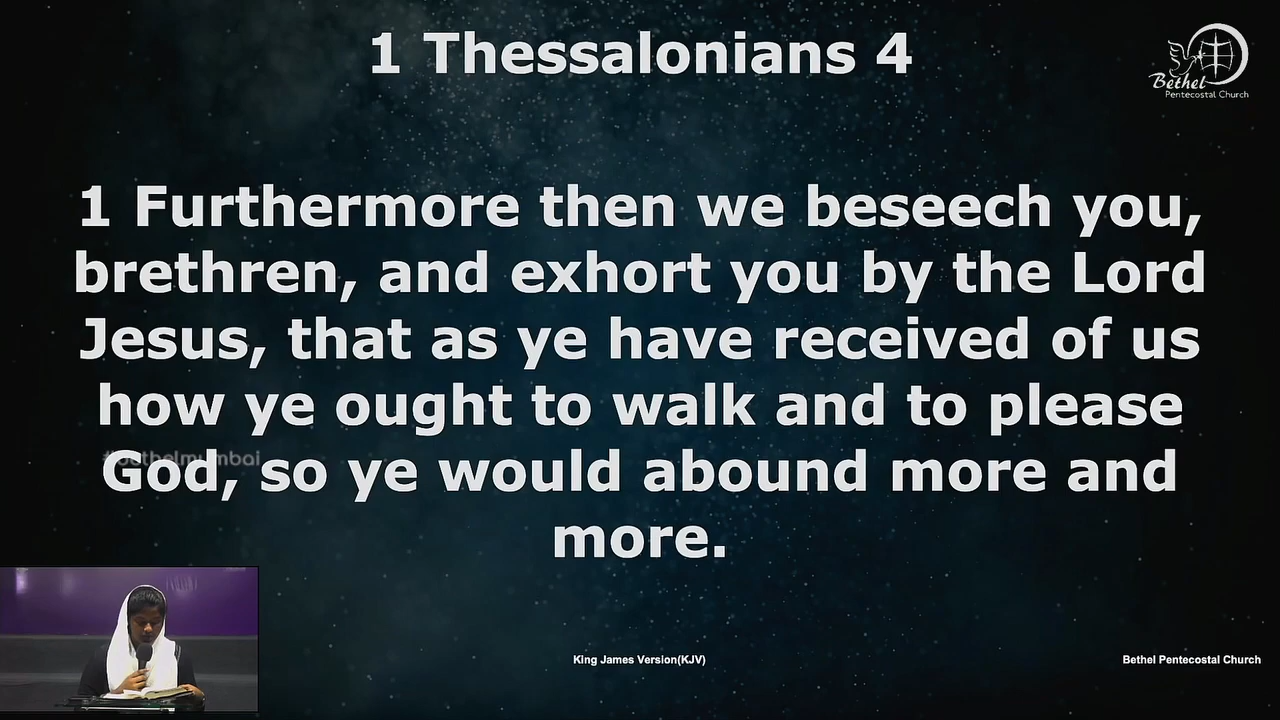 1 Thessalonians 4
Bethel
Pentecostal Church
1 Furthermore then we beseech you,
brethren, and exhort you by the Lord
Jesus, that as ye have received of us
how ye ought to walk and to please
God, so ye would abound more and
more.
#bethelmumbai
King James Version(KJV)
Bethel Pentecostal Church